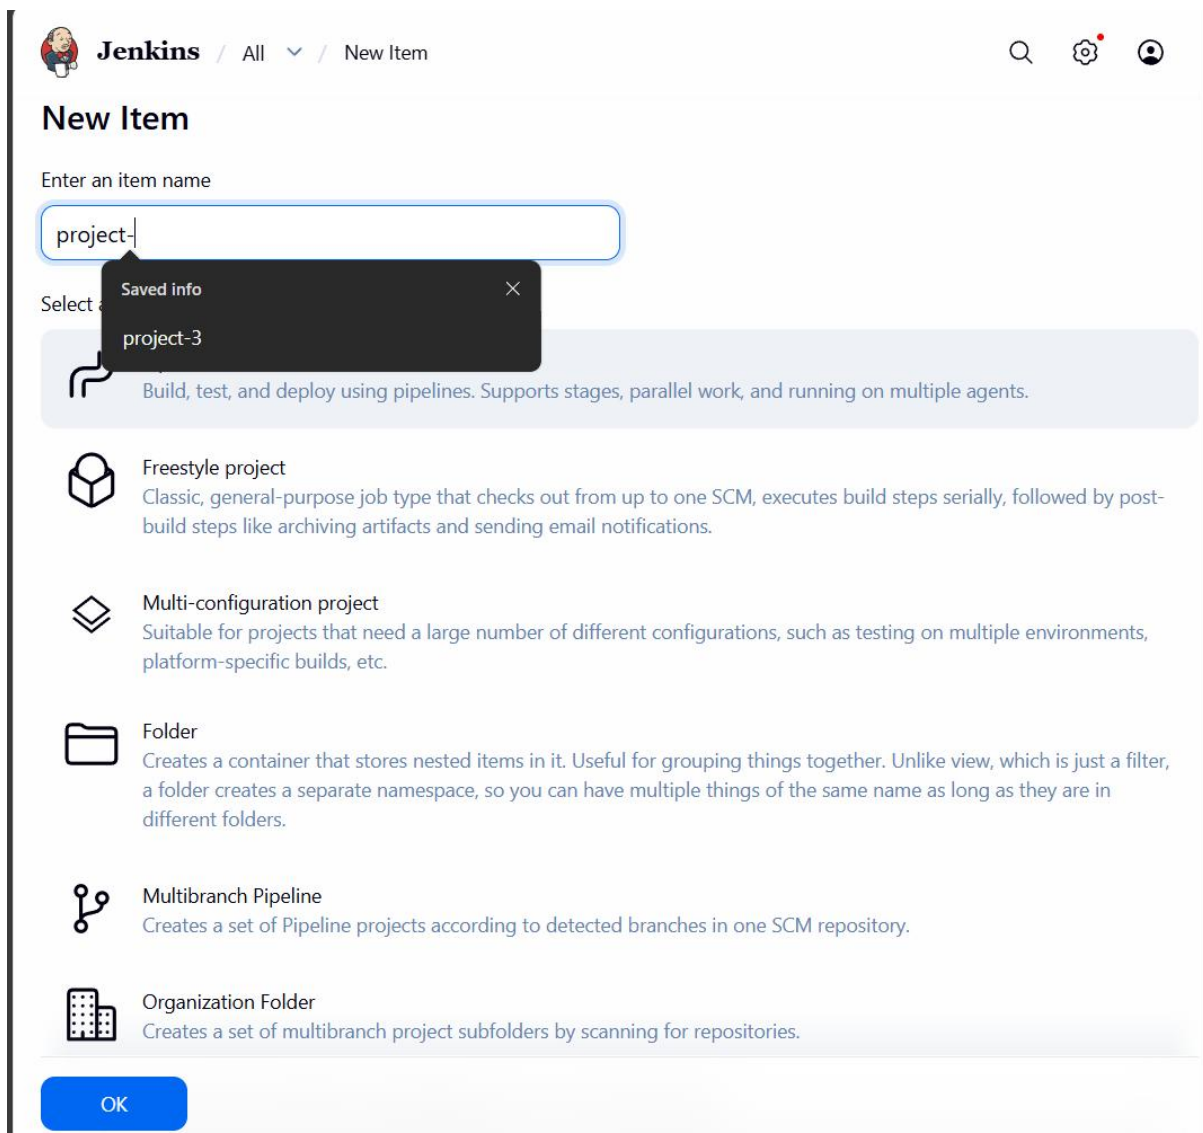 Jenkins / All / New Item
New Item
Enter an item name
project-
Saved info
Select
project-3
Build, test, and deploy using pipelines. Supports stages, parallel work, and running on multiple agents.
Freestyle project
Classic, general-purpose job type that checks out from up to one SCM, executes build steps serially, followed by post-
build steps like archiving artifacts and sending email notifications.
Multi-configuration project
Suitable for projects that need a large number of different configurations, such as testing on multiple environments,
platform-specific builds, etc.
Folder
Creates a container that stores nested items in it. Useful for grouping things together. Unlike view, which is just a filter,
a folder creates a separate namespace, so you can have multiple things of the same name as long as they are in
different folders.
Multibranch Pipeline
Creates a set of Pipeline projects according to detected branches in one SCM repository.
Organization Folder
Creates a set of multibranch project subfolders by scanning for repositories.
OK